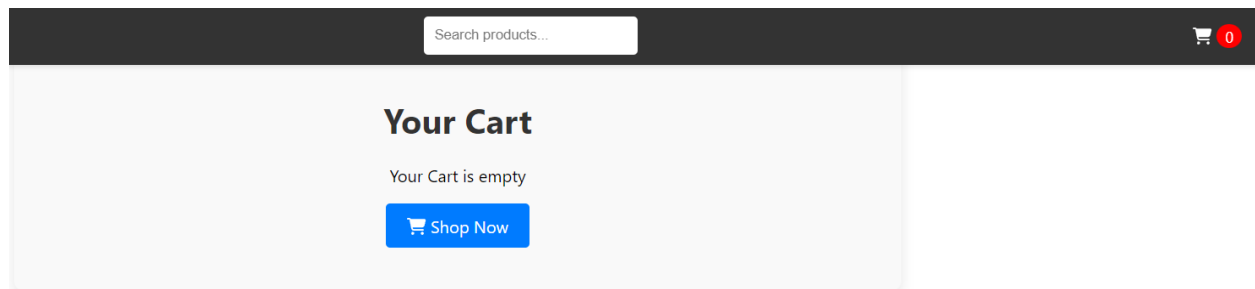 Search products...
0
Your Cart
Your Cart is empty
Shop Now